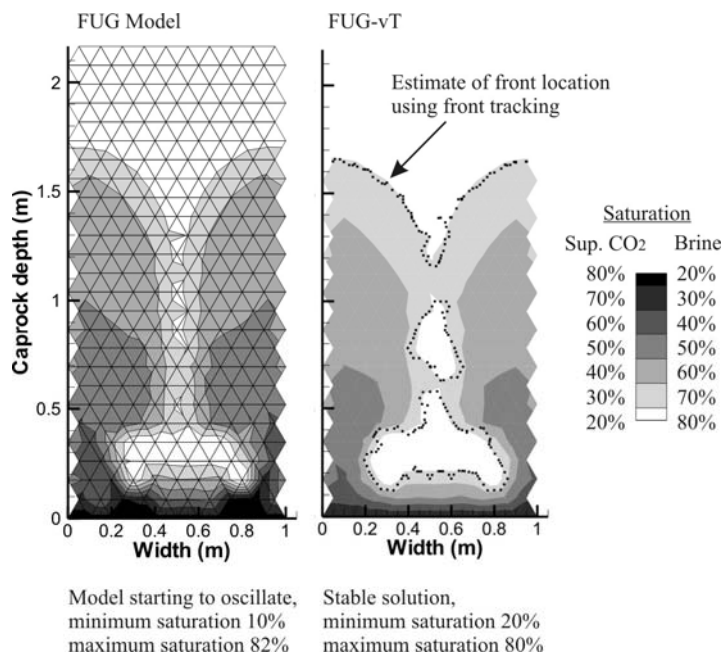 FUG Model
FUG-vT
Estimate of front location
using front tracking
Caprock depth (m)
2
1.5
1
0.5
0
0 0.2 0.4 0.6 0.8 1
Width (m)
0 0.2 0.4 0.6 0.8 1
Width (m)
Saturation
Sup. CO2 Brine
80% 20%
70% 30%
60% 40%
50% 50%
40% 60%
30% 70%
20% 80%
Model starting to oscillate,
minimum saturation 10%
maximum saturation 82%
Stable solution,
minimum saturation 20%
maximum saturation 80%